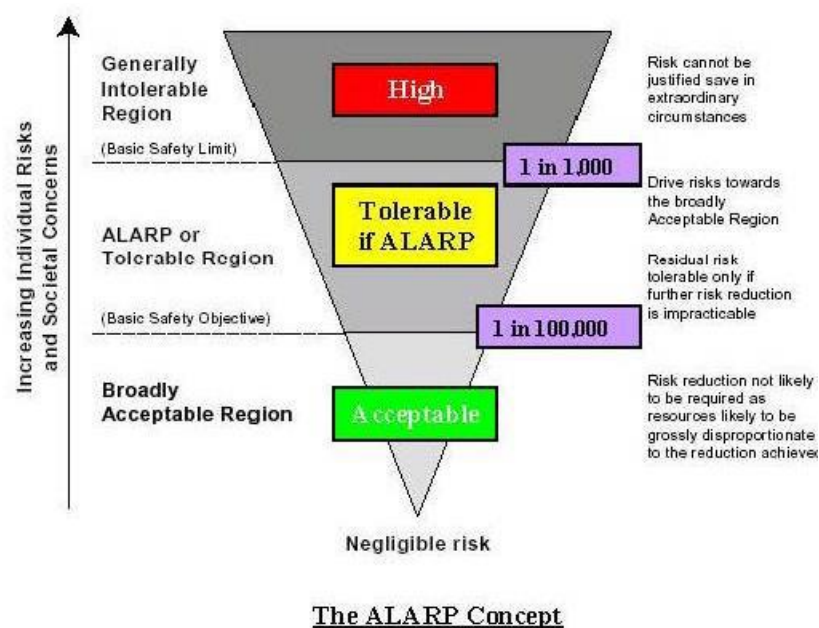 Increasing Individual Risks
and Societal Concerns
Generally
Intolerable
Region
High
Risk cannot be
justified save in
extraordinary
circumstances
(Basic Safety Limit)
1 in 1,000
ALARP or
Tolerable Region
Tolerable
if ALARP
Drive risks towards
the broadly
Acceptable Region
Residual risk
tolerable only if
further risk reduction
is impracticable
(Basic Safety Objective)
1 in 100,000
Broadly
Acceptable Region
Acceptable
Risk reduction not likely
to be required as
resources likely to be
grossly disproportionate
to the reduction achieved
Negligible risk
The ALARP Concept